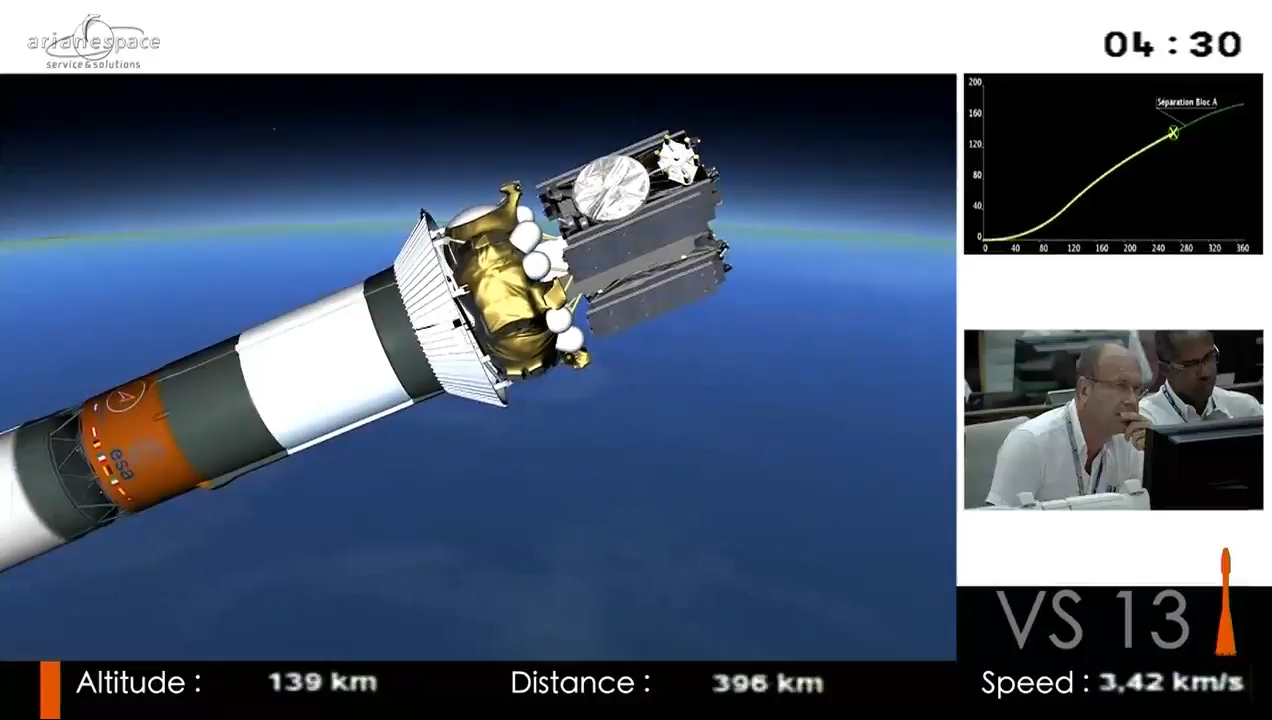 arianespace
service & solutions
04 : 30
200
160
120
80
40
0
Séparation Bloc A
0 40 80 120 160 200 240 280 320 360
esa
VS 13
Altitude : 139 km Distance : 396 km Speed : 3,42 km/s